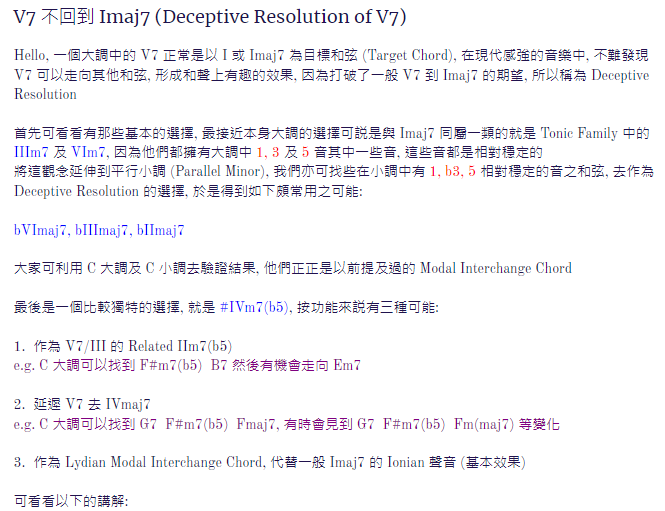 V7 不回到 Imaj7 (Deceptive Resolution of V7)
Hello, 一個大調中的 V7 正常是以 I 或 Imaj7 為目標和弦 (Target Chord), 在現代感強的音樂中, 不難發現
V7 可以走向其他和弦, 形成和聲上有趣的效果, 因為打破了一般 V7 到 Imaj7 的期望, 所以稱為 Deceptive
Resolution
首先可看看有那些基本的選擇, 最接近本身大調的選擇可說是與 Imaj7 同屬一類的就是 Tonic Family 中的
IIIm7 及 VIm7, 因為他們都擁有大調中 1, 3 及 5 音其中一些音, 這些音都是相對穩定的
將這觀念延伸到平行小調 (Parallel Minor), 我們亦可找些在小調中有 1, b3, 5 相對穩定的音之和弦, 去作為
Deceptive Resolution 的選擇, 於是得到如下頗常用之可能:
bVImaj7, bIIImaj7, bIImaj7
大家可利用 C 大調及 C 小調去驗證結果, 他們正正是以前提及過的 Modal Interchange Chord
最後是一個比較獨特的選擇, 就是 #IVm7(b5), 按功能來説有三種可能:
1. 作為 V7/III 的 Related IIm7(b5)
e.g. C 大調可以找到 F#m7(b5) B7 然後有機會走向 Em7
2. 延遲 V7 去 IVmaj7
e.g. C 大調可以找到 G7 F#m7(b5) Fmaj7, 有時會見到 G7 F#m7(b5) Fm(maj7) 等變化
3. 作為 Lydian Modal Interchange Chord, 代替一般 Imaj7 的 Ionian 聲音 (基本效果)
可看看以下的講解: